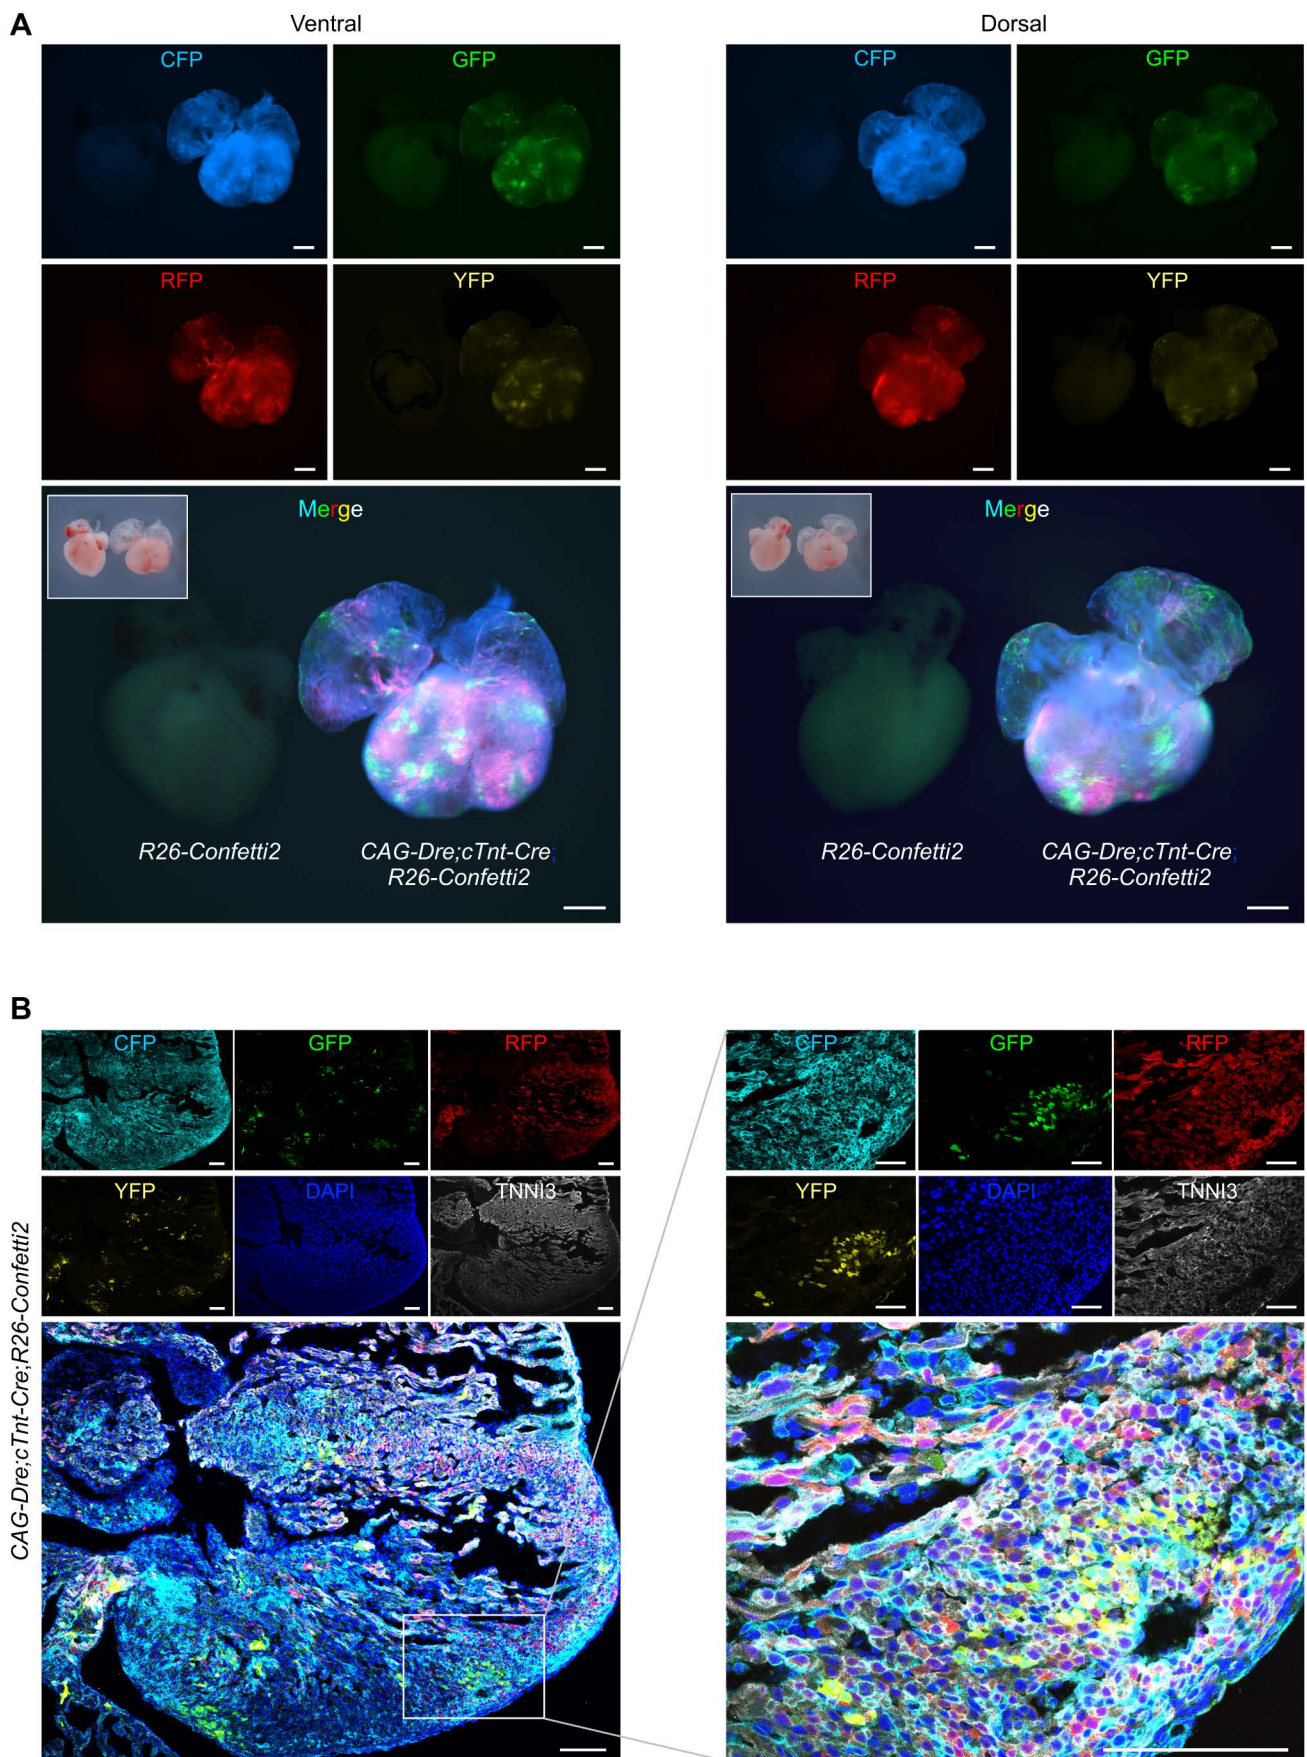 A
Ventral
Dorsal
CFP
GFP
CFP
GFP
RFP
YFP
RFP
YFP
Merge
Merge
R26-Confetti2
CAG-Dre;cTnt-Cre;
R26-Confetti2
R26-Confetti2
CAG-Dre;cTnt-Cre;
R26-Confetti2
B
CAG-Dre;cTnt-Cre;R26-Confetti2
CFP
GFP
RFP
CFP
GFP
RFP
YFP
DAPI
TNNI3
YFP
DAPI
TNNI3